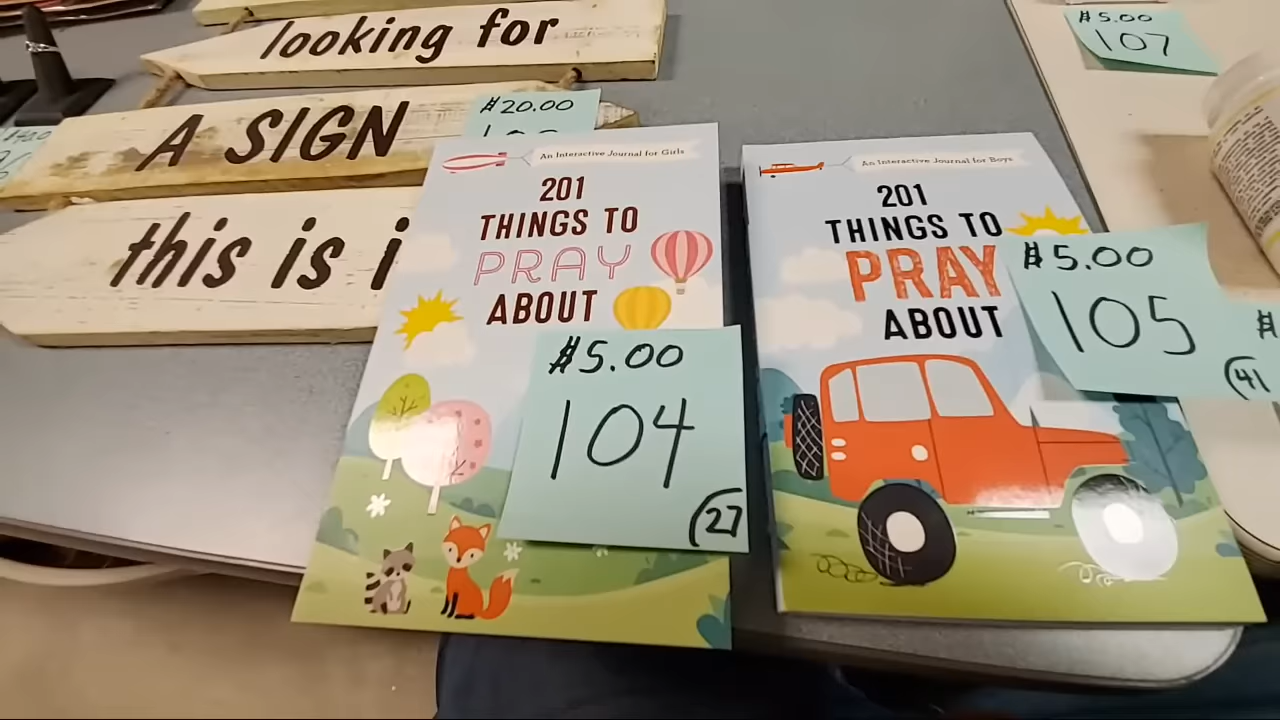 looking for
A SIGN
this is i
$20.00
An Interactive Journal for Girls
201
THINGS TO
PRAY
ABOUT
$5.00
104
(27
An Interactive Journal for Boys
201
THINGS TO
PRAY
ABOUT
$5.00
105
(41
$5.00
107